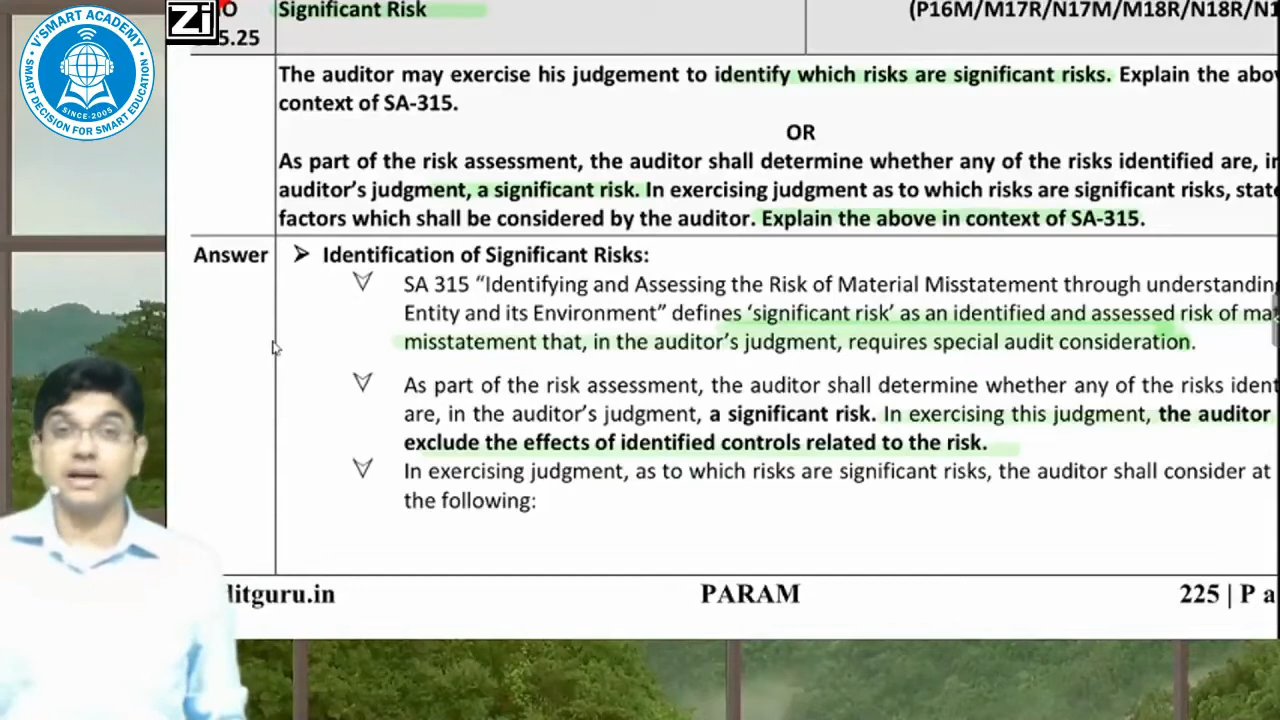 V'SMART ACADEMY
SINCE-2005
SMART DECISION FOR SMART EDUCATION
Zi
Significant Risk
(P16M/M17R/N17M/M18R/N18R/N1
5.25
The auditor may exercise his judgement to identify which risks are significant risks. Explain the abov
context of SA-315.
OR
As part of the risk assessment, the auditor shall determine whether any of the risks identified are, in
auditor's judgment, a significant risk. In exercising judgment as to which risks are significant risks, state
factors which shall be considered by the auditor. Explain the above in context of SA-315.
Answer
➤ Identification of Significant Risks:
SA 315 “Identifying and Assessing the Risk of Material Misstatement through understanding
Entity and its Environment” defines ‘significant risk’ as an identified and assessed risk of ma
misstatement that, in the auditor's judgment, requires special audit consideration.
As part of the risk assessment, the auditor shall determine whether any of the risks ident
are, in the auditor's judgment, a significant risk. In exercising this judgment, the auditor
exclude the effects of identified controls related to the risk.
In exercising judgment, as to which risks are significant risks, the auditor shall consider at
the following:
litguru.in
PARAM
225 | P a